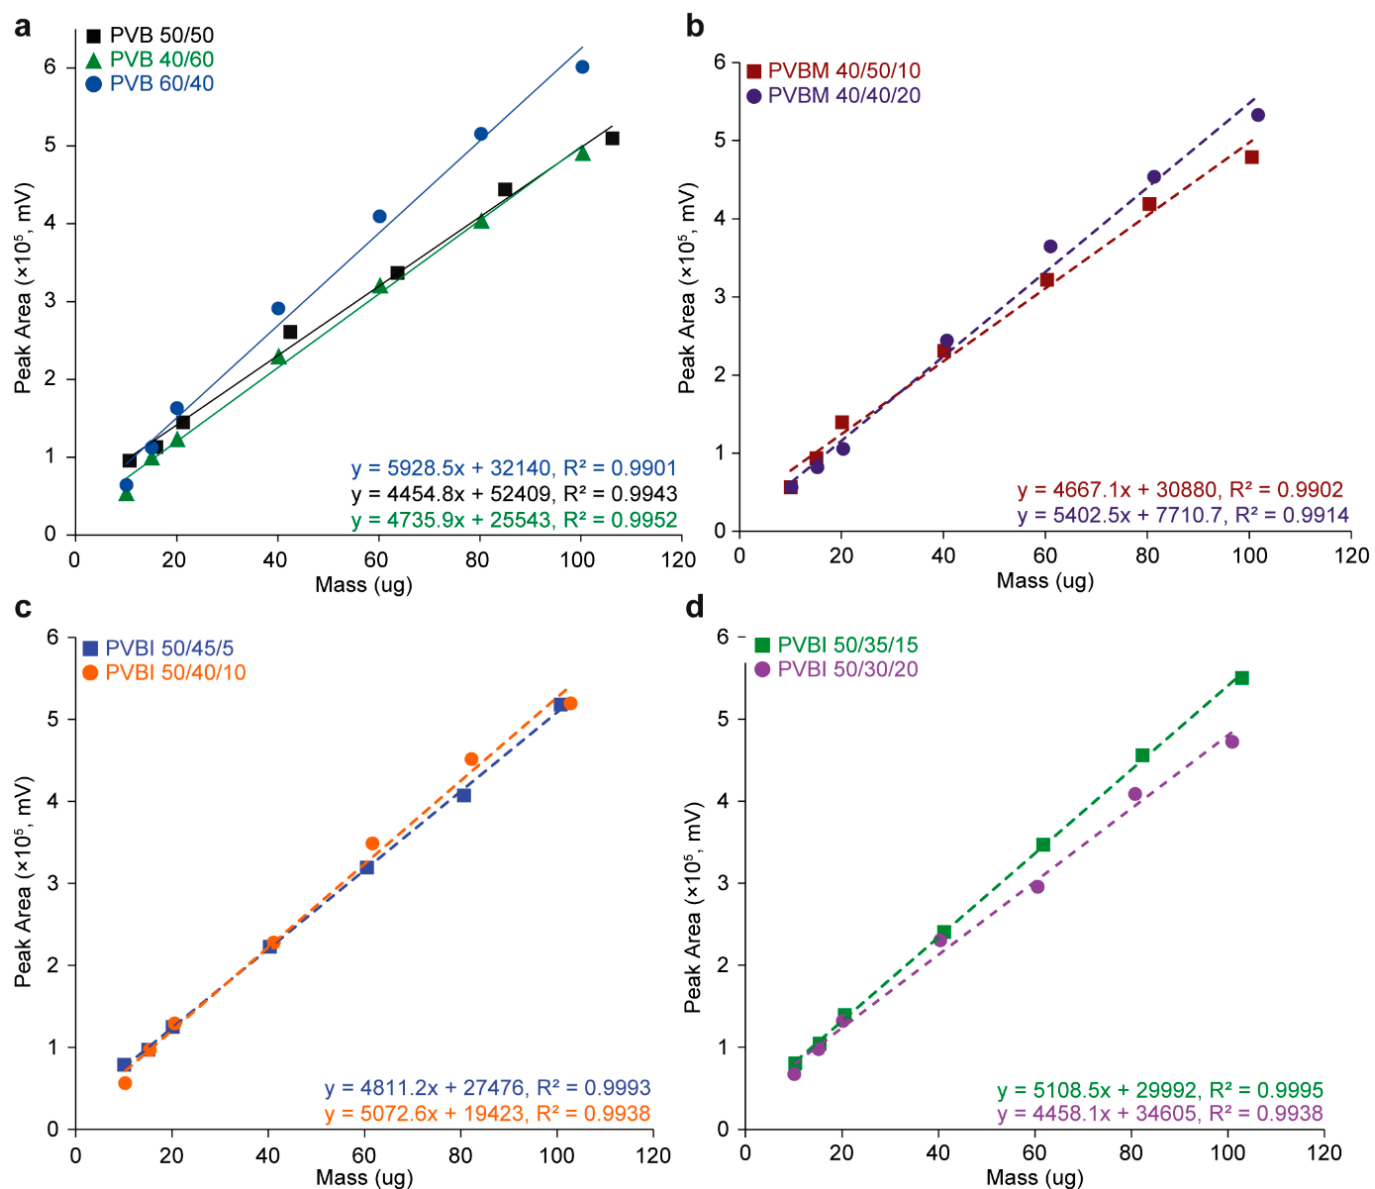 a
PVB 50/50
PVB 40/60
PVB 60/40
6
5
4
3
2
1
0
Peak Area (×10⁵, mV)
y = 5928.5x + 32140, R² = 0.9901
y = 4454.8x + 52409, R² = 0.9943
y = 4735.9x + 25543, R² = 0.9952
0 20 40 60 80 100 120
Mass (ug)
b
PVBM 40/50/10
PVBM 40/40/20
6
5
4
3
2
1
0
Peak Area (×10⁵, mV)
y = 4667.1x + 30880, R² = 0.9902
y = 5402.5x + 7710.7, R² = 0.9914
0 20 40 60 80 100 120
Mass (ug)
c
PVBI 50/45/5
PVBI 50/40/10
6
5
4
3
2
1
0
Peak Area (×10⁵, mV)
y = 4811.2x + 27476, R² = 0.9993
y = 5072.6x + 19423, R² = 0.9938
0 20 40 60 80 100 120
Mass (ug)
d
PVBI 50/35/15
PVBI 50/30/20
6
5
4
3
2
1
0
Peak Area (×10⁵, mV)
y = 5108.5x + 29992, R² = 0.9995
y = 4458.1x + 34605, R² = 0.9938
0 20 40 60 80 100 120
Mass (ug)